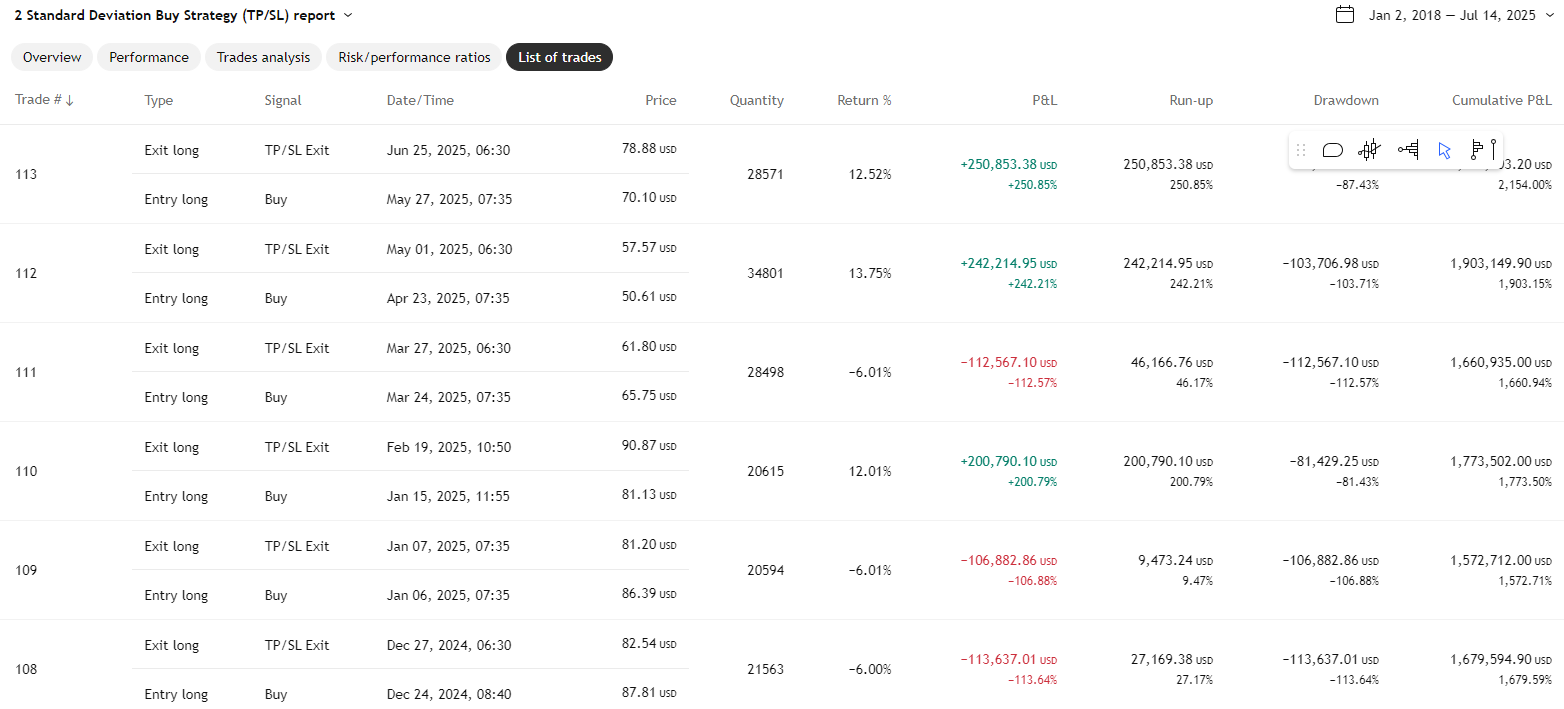 2 Standard Deviation Buy Strategy (TP/SL) report Jan 2, 2018 — Jul 14, 2025
Overview Performance Trades analysis Risk/performance ratios List of trades
Trade # ↓ Type Signal Date/Time Price Quantity Return % P&L Run-up Drawdown Cumulative P&L
113 Exit long TP/SL Exit Jun 25, 2025, 06:30 78.88 USD 28571 12.52% +250,853.38 USD 250,853.38 USD 3.20 USD
+250.85% 250.85% −87.43% 2,154.00%
Entry long Buy May 27, 2025, 07:35 70.10 USD
112 Exit long TP/SL Exit May 01, 2025, 06:30 57.57 USD 34801 13.75% +242,214.95 USD 242,214.95 USD −103,706.98 USD 1,903,149.90 USD
+242.21% 242.21% −103.71% 1,903.15%
Entry long Buy Apr 23, 2025, 07:35 50.61 USD
111 Exit long TP/SL Exit Mar 27, 2025, 06:30 61.80 USD 28498 −6.01% −112,567.10 USD 46,166.76 USD −112,567.10 USD 1,660,935.00 USD
−112.57% 46.17% −112.57% 1,660.94%
Entry long Buy Mar 24, 2025, 07:35 65.75 USD
110 Exit long TP/SL Exit Feb 19, 2025, 10:50 90.87 USD 20615 12.01% +200,790.10 USD 200,790.10 USD −81,429.25 USD 1,773,502.00 USD
+200.79% 200.79% −81.43% 1,773.50%
Entry long Buy Jan 15, 2025, 11:55 81.13 USD
109 Exit long TP/SL Exit Jan 07, 2025, 07:35 81.20 USD 20594 −6.01% −106,882.86 USD 9,473.24 USD −106,882.86 USD 1,572,712.00 USD
−106.88% 9.47% −106.88% 1,572.71%
Entry long Buy Jan 06, 2025, 07:35 86.39 USD
108 Exit long TP/SL Exit Dec 27, 2024, 06:30 82.54 USD 21563 −6.00% −113,637.01 USD 27,169.38 USD −113,637.01 USD 1,679,594.90 USD
−113.64% 27.17% −113.64% 1,679.59%
Entry long Buy Dec 24, 2024, 08:40 87.81 USD